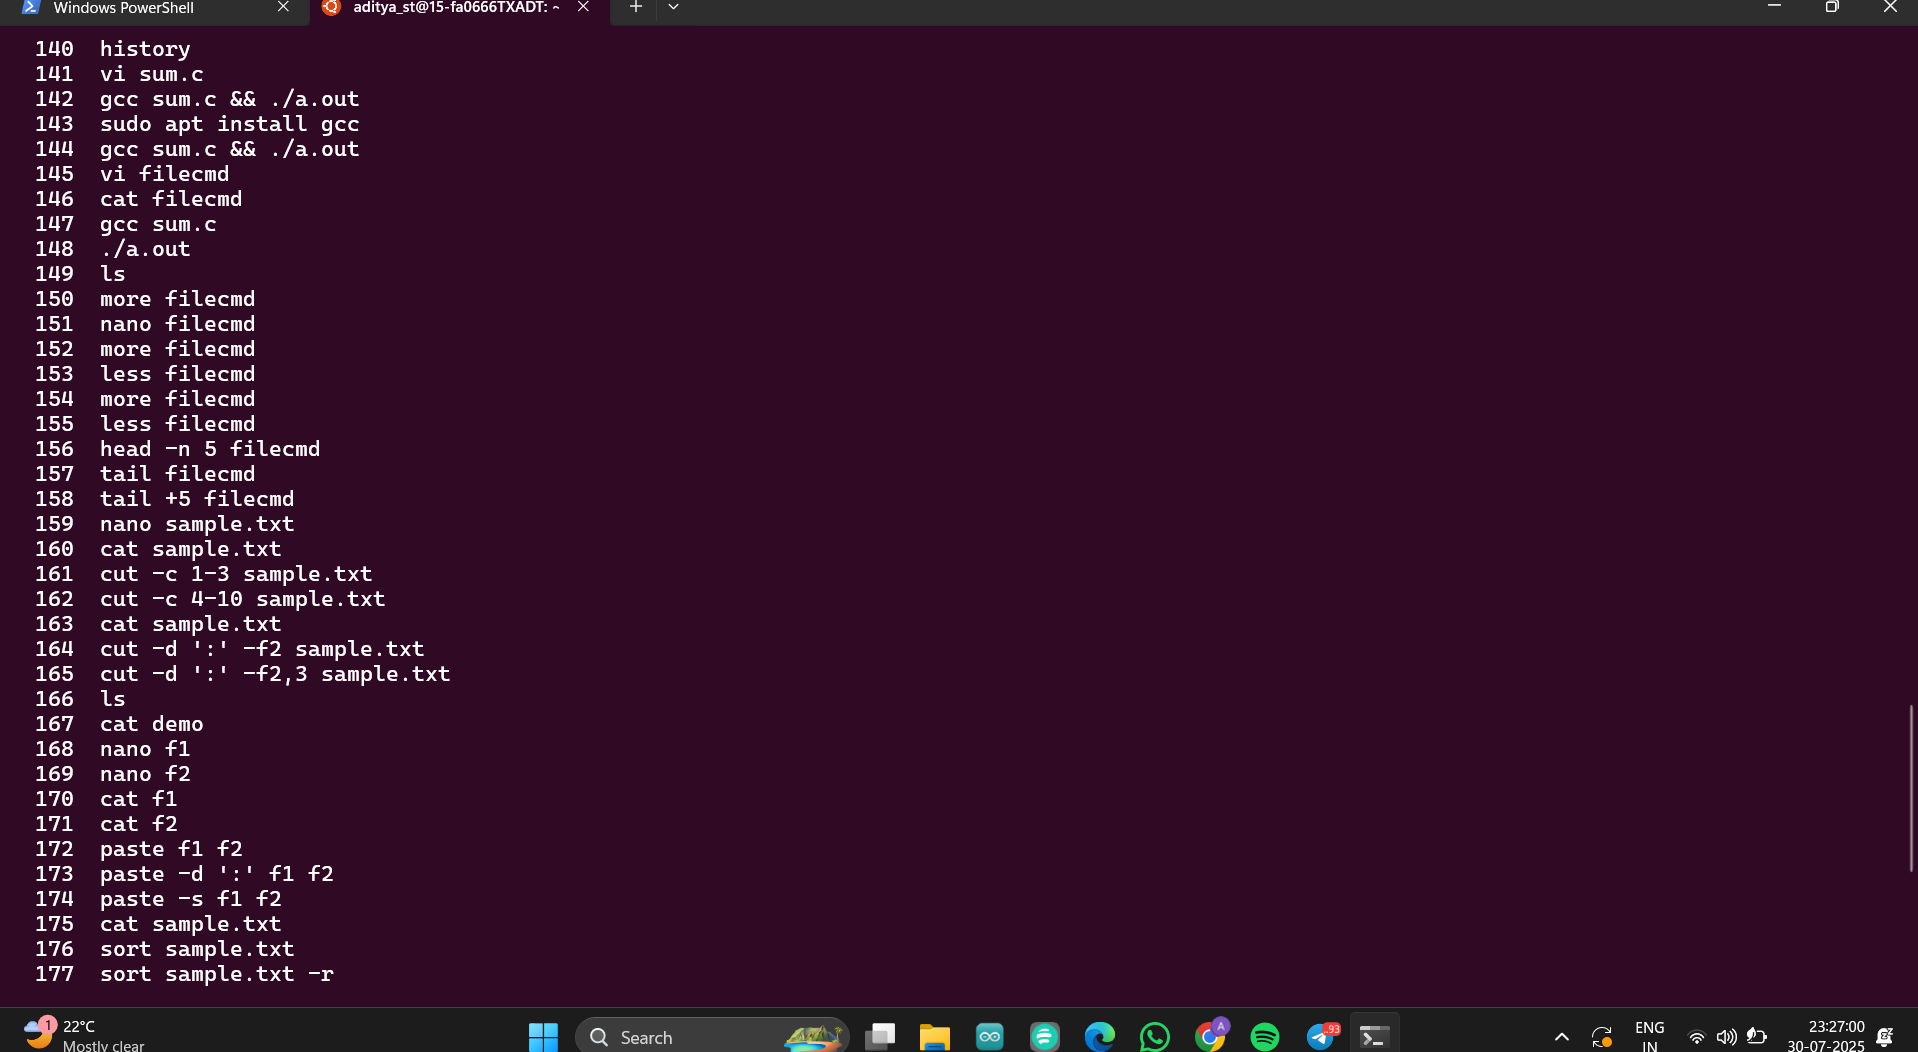 Windows PowerShell
aditya_st@15-fa0666TXADT: ~
140 history
141 vi sum.c
142 gcc sum.c && ./a.out
143 sudo apt install gcc
144 gcc sum.c && ./a.out
145 vi filecmd
146 cat filecmd
147 gcc sum.c
148 ./a.out
149 ls
150 more filecmd
151 nano filecmd
152 more filecmd
153 less filecmd
154 more filecmd
155 less filecmd
156 head -n 5 filecmd
157 tail filecmd
158 tail +5 filecmd
159 nano sample.txt
160 cat sample.txt
161 cut -c 1-3 sample.txt
162 cut -c 4-10 sample.txt
163 cat sample.txt
164 cut -d ':' -f2 sample.txt
165 cut -d ':' -f2,3 sample.txt
166 ls
167 cat demo
168 nano f1
169 nano f2
170 cat f1
171 cat f2
172 paste f1 f2
173 paste -d ':' f1 f2
174 paste -s f1 f2
175 cat sample.txt
176 sort sample.txt
177 sort sample.txt -r
1
22°C
Mostly clear
Search
A
..93
ENG
IN
23:27:00
30-07-2025